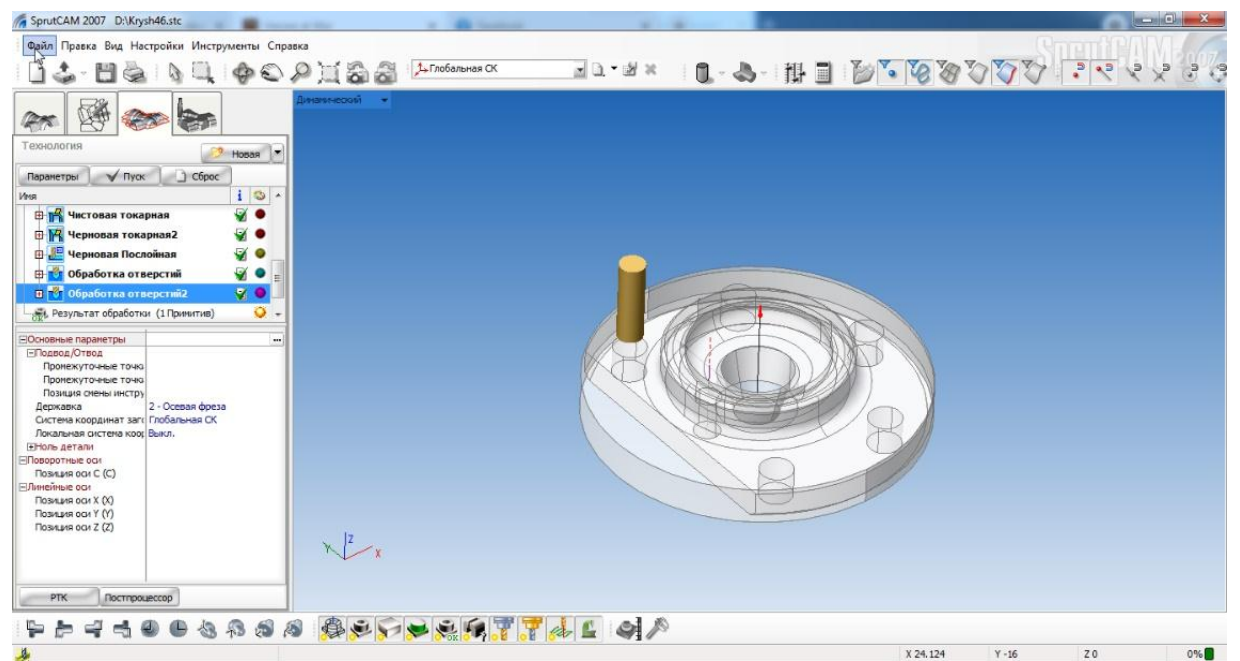 SprutCAM 2007 D:\Krysh46.stc
Файл Правка Вид Настройки Инструменты Справка
SprutCAM 2007
Глобальная СК
Динамический
Технология
Новая
Параметры Пуск Сброс
Имя
Чистовая токарная
Черновая токарная2
Черновая Послойная
Обработка отверстий
Обработка отверстий2
Результат обработки (1 Примитив)
Основные параметры
Подвод/Отвод
Промежуточные точк
Промежуточные точк
Позиция смены инстру
Державка 2 - Осевая фреза
Система координат заг Глобальная СК
Локальная система коор Выкл.
Ноль детали
Поворотные оси
Позиция оси C (C)
Линейные оси
Позиция оси X (X)
Позиция оси Y (Y)
Позиция оси Z (Z)
Z
Y
X
РТК Постпроцессор
OK
X 24.124 Y -16 Z 0 0%